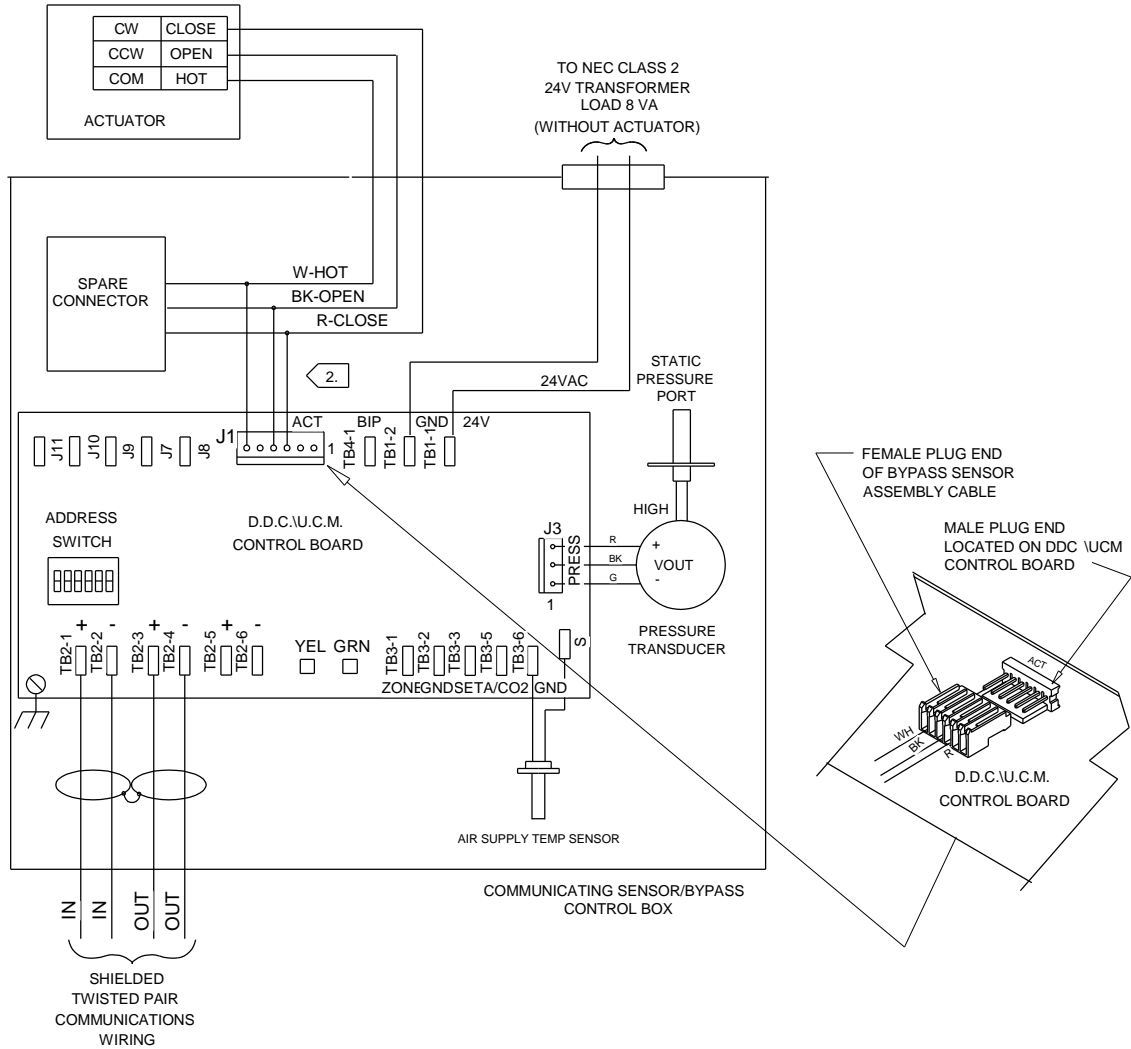 CW CLOSE
CCW OPEN
COM HOT
ACTUATOR
TO NEC CLASS 2
24V TRANSFORMER
LOAD 8 VA
(WITHOUT ACTUATOR)
SPARE
CONNECTOR
W-HOT
BK-OPEN
R-CLOSE
2.
24VAC
STATIC
PRESSURE
PORT
J11
J10
J9
J7
J8
J1
ACT
1
BIP
TB4-1
TB1-2
GND
TB1-1
24V
ADDRESS
SWITCH
D.D.C.\U.C.M.
CONTROL BOARD
HIGH
J3
PRESS
1
R
BK
G
+
VOUT
-
PRESSURE
TRANSDUCER
FEMALE PLUG END
OF BYPASS SENSOR
ASSEMBLY CABLE
MALE PLUG END
LOCATED ON DDC \UCM
CONTROL BOARD
ACT
WH
BK
R
D.D.C.\U.C.M.
CONTROL BOARD
+ - + - + -
TB2-1
TB2-2
TB2-3
TB2-4
TB2-5
TB2-6
YEL GRN
TB3-1
TB3-2
TB3-3
TB3-5
TB3-6
S
ZONE GND SET A/CO2 GND
AIR SUPPLY TEMP SENSOR
COMMUNICATING SENSOR/BYPASS
CONTROL BOX
IN
IN
OUT
OUT
SHIELDED
TWISTED PAIR
COMMUNICATIONS
WIRING